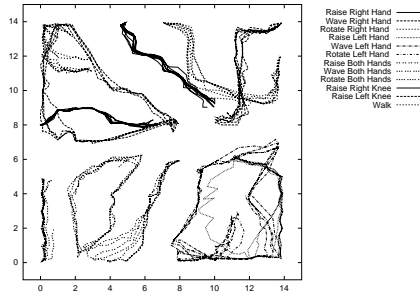 Raise Right Hand
Wave Right Hand
Rotate Right Hand
Raise Left Hand
Wave Left Hand
Rotate Left Hand
Raise Both Hands
Wave Both Hands
Rotate Both Hands
Raise Right Knee
Raise Left Knee
Walk
14
12
10
8
6
4
2
0
0 2 4 6 8 10 12 14